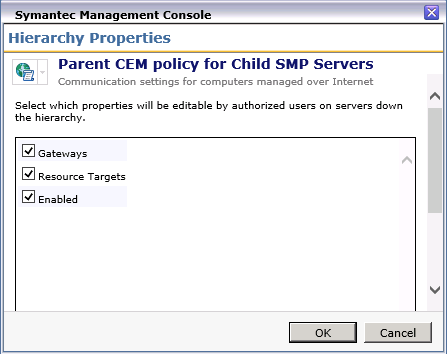 Symantec Management Console
Hierarchy Properties
Parent CEM policy for Child SMP Servers
Communication settings for computers managed over Internet
Select which properties will be editable by authorized users on servers down
the hierarchy.
Gateways
Resource Targets
Enabled
OK
Cancel